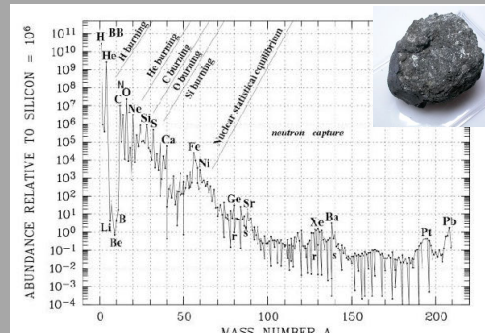 ABUNDANCE RELATIVE TO SILICON = 10⁶
10¹¹
10¹⁰
10⁹
10⁸
10⁷
10⁶
10⁵
10⁴
10³
10²
10¹
10⁰
10⁻¹
10⁻²
10⁻³
10⁻⁴
H BB
He
H burning
N
C O
Ne
Si S
He burning
C burning
O burning
Si burning
Nuclear statistical equilibrium
neutron capture
Ca
Fe
Ni
Li B
Be
Ge Sr
r s
Xe Ba
r s
Pt Pb
0 50 100 150 200
MASS NUMBER A